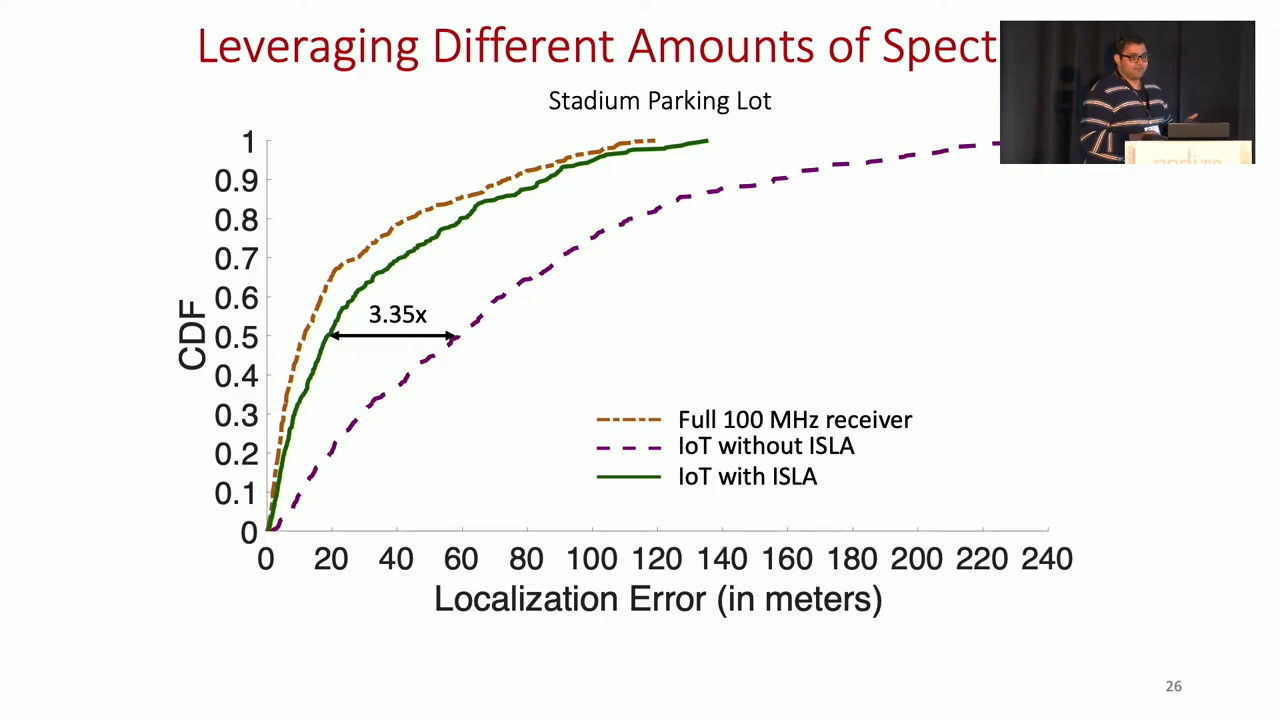 Leveraging Different Amounts of Spect
Stadium Parking Lot
1
0.9
0.8
0.7
0.6
0.5
0.4
0.3
0.2
0.1
0
CDF
3.35x
Full 100 MHz receiver
IoT without ISLA
IoT with ISLA
0 20 40 60 80 100 120 140 160 180 200 220 240
Localization Error (in meters)
26